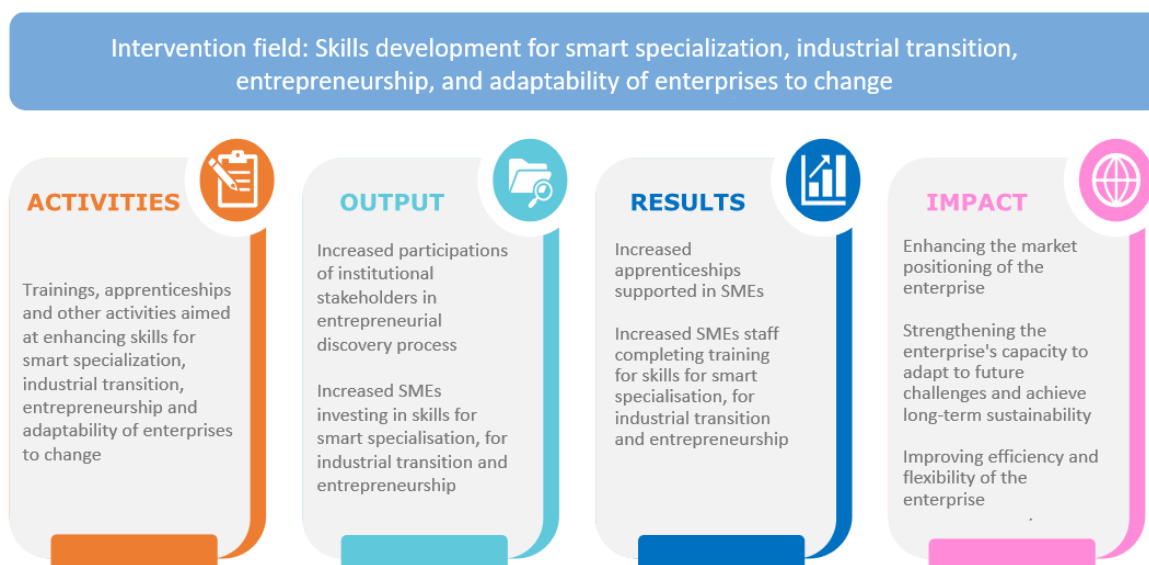 Intervention field: Skills development for smart specialization, industrial transition,
entrepreneurship, and adaptability of enterprises to change
ACTIVITIES
Trainings, apprenticeships
and other activities aimed
at enhancing skills for
smart specialization,
industrial transition,
entrepreneurship and
adaptability of enterprises
to change
OUTPUT
Increased participations
of institutional
stakeholders in
entrepreneurial
discovery process
Increased SMEs
investing in skills for
smart specialisation, for
industrial transition and
entrepreneurship
RESULTS
Increased
apprenticeships
supported in SMEs
Increased SMEs staff
completing training
for skills for smart
specialisation, for
industrial transition
and entrepreneurship
IMPACT
Enhancing the market
positioning of the
enterprise
Strengthening the
enterprise's capacity to
adapt to future
challenges and achieve
long-term sustainability
Improving efficiency and
flexibility of the
enterprise
.